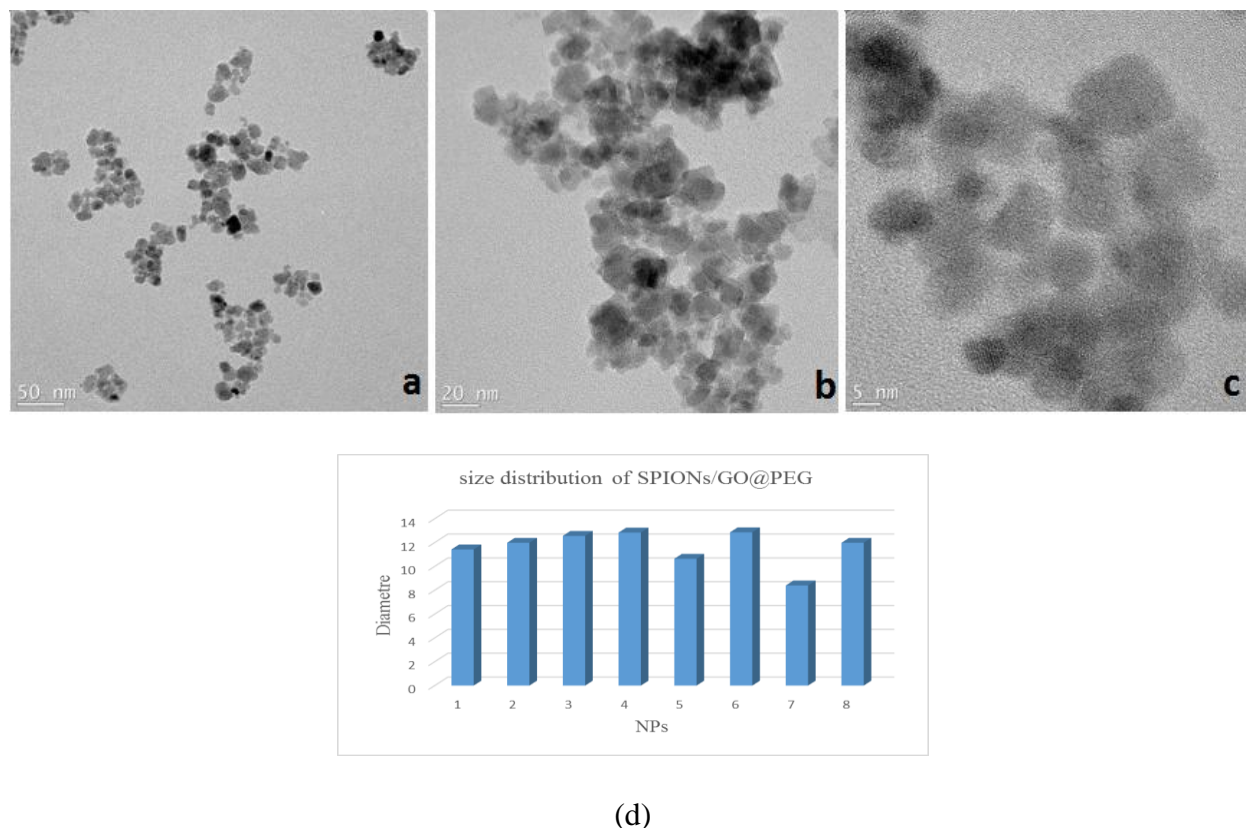 50 nm
a
20 nm
b
5 nm
c
size distribution of SPIONs/GO@PEG
14
12
10
8
6
4
2
0
Diametre
1 2 3 4 5 6 7 8
NPs
(d)